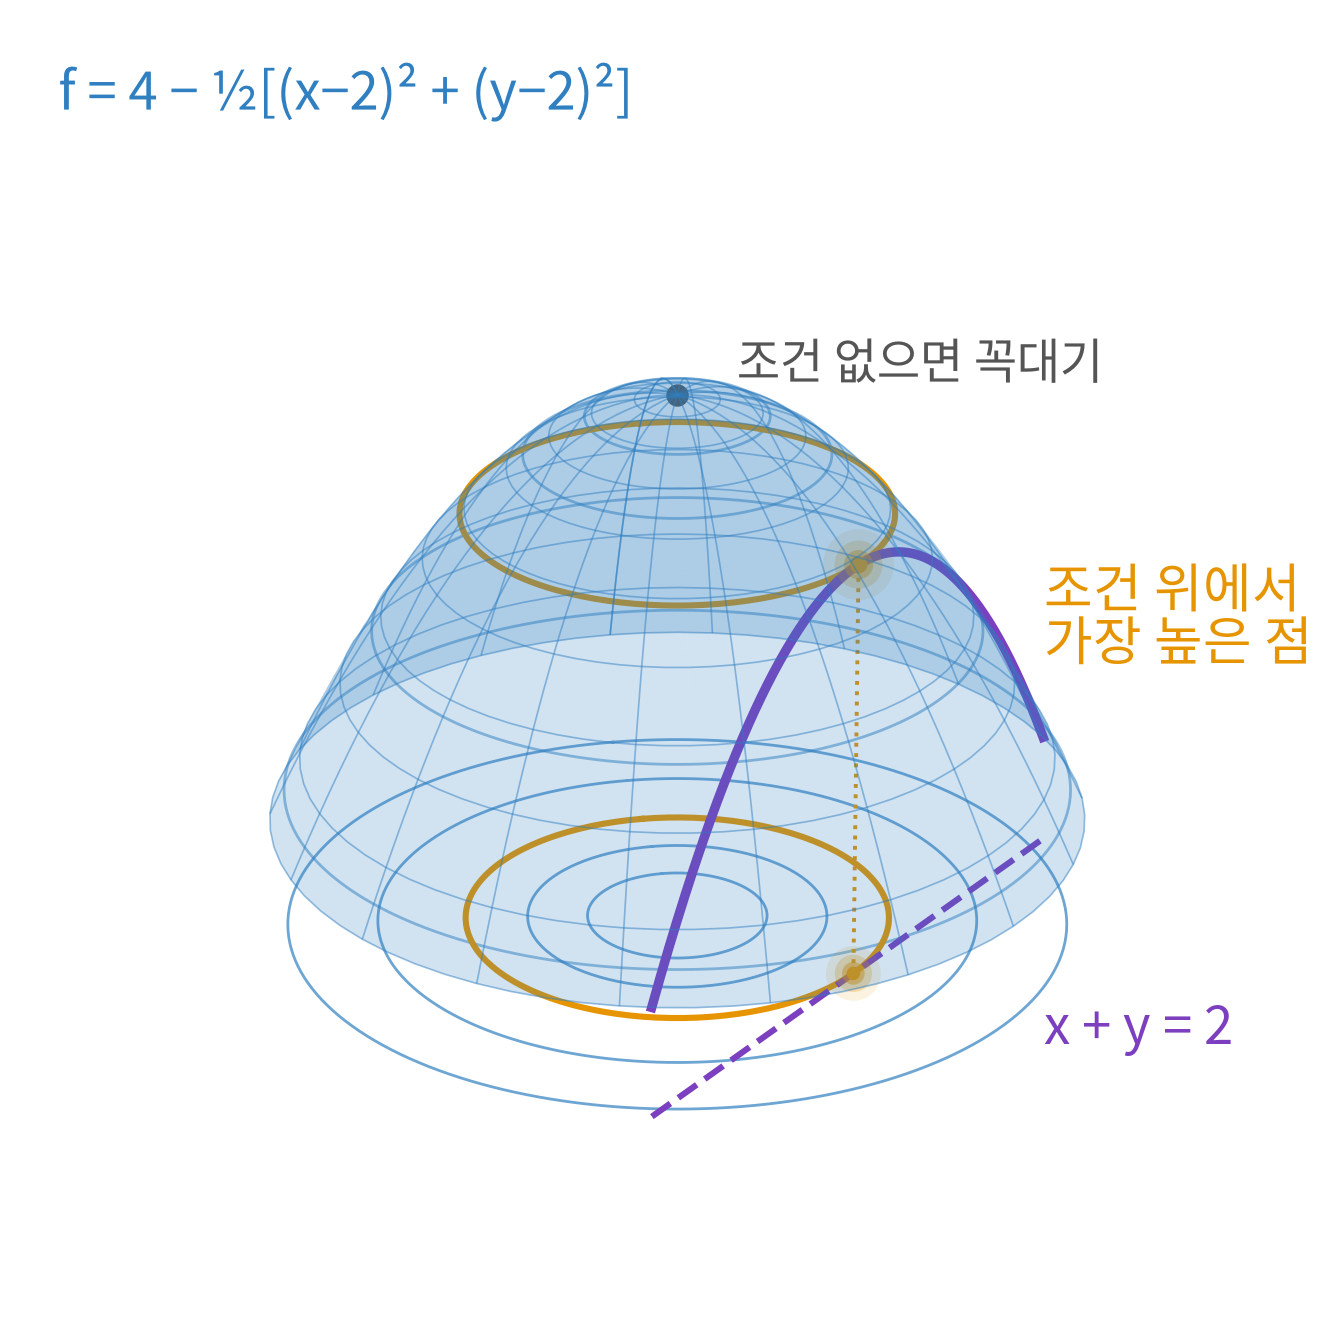 f = 4 − ½[(x−2)² + (y−2)²]
조건 없으면 꼭대기
조건 위에서
가장 높은 점
x + y = 2